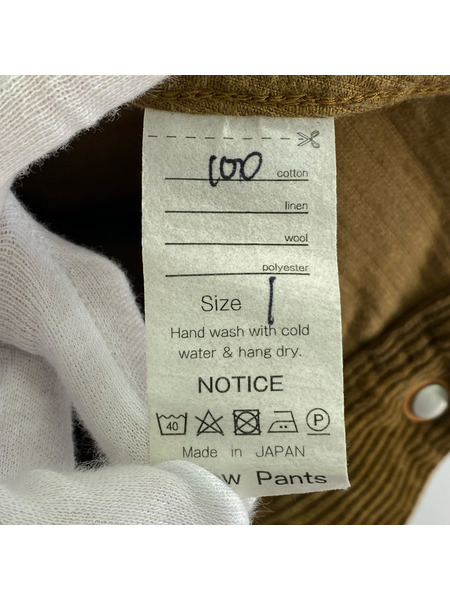 100 cotton
linen
wool
polyester
Size 1
Hand wash with cold
water & hang dry.
NOTICE
40 P
Made in JAPAN
w Pants